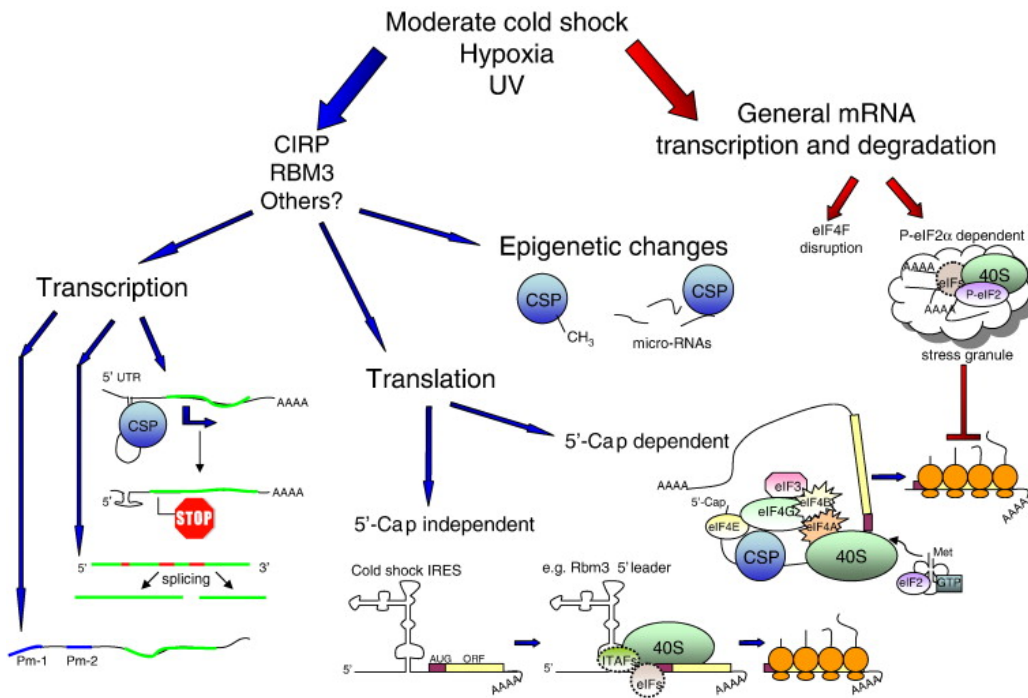 Moderate cold shock
Hypoxia
UV
CIRP
RBM3
Others?
General mRNA
transcription and degradation
eIF4F
disruption
P-eIF2α dependent
AAAA
eIFs
40S
P-eIF2
AAAA
stress granule
Epigenetic changes
CSP
CH3
CSP
micro-RNAs
Transcription
5' UTR
CSP
AAAA
5'
AAAA
STOP
5'
3'
splicing
Pm-1
Pm-2
Translation
5'-Cap dependent
AAAA
5'-Cap
eIF3
eIF4G
eIF4B
eIF4E
eIF4A
CSP
40S
Met
eIF2
GTP
AAAA
5'-Cap independent
Cold shock IRES
5'
AUG
ORF
AAAA
e.g. Rbm3 5'leader
5'
ITAFs
40S
eIFs
AAAA
AAAA